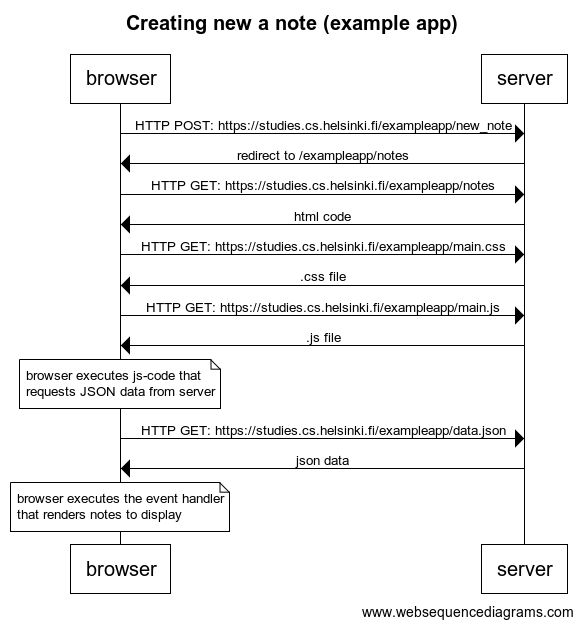 Creating new a note (example app)
browser
server
HTTP POST: https://studies.cs.helsinki.fi/exampleapp/new_note
redirect to /exampleapp/notes
HTTP GET: https://studies.cs.helsinki.fi/exampleapp/notes
html code
HTTP GET: https://studies.cs.helsinki.fi/exampleapp/main.css
.css file
HTTP GET: https://studies.cs.helsinki.fi/exampleapp/main.js
.js file
browser executes js-code that
requests JSON data from server
HTTP GET: https://studies.cs.helsinki.fi/exampleapp/data.json
json data
browser executes the event handler
that renders notes to display
browser
server
www.websequencediagrams.com